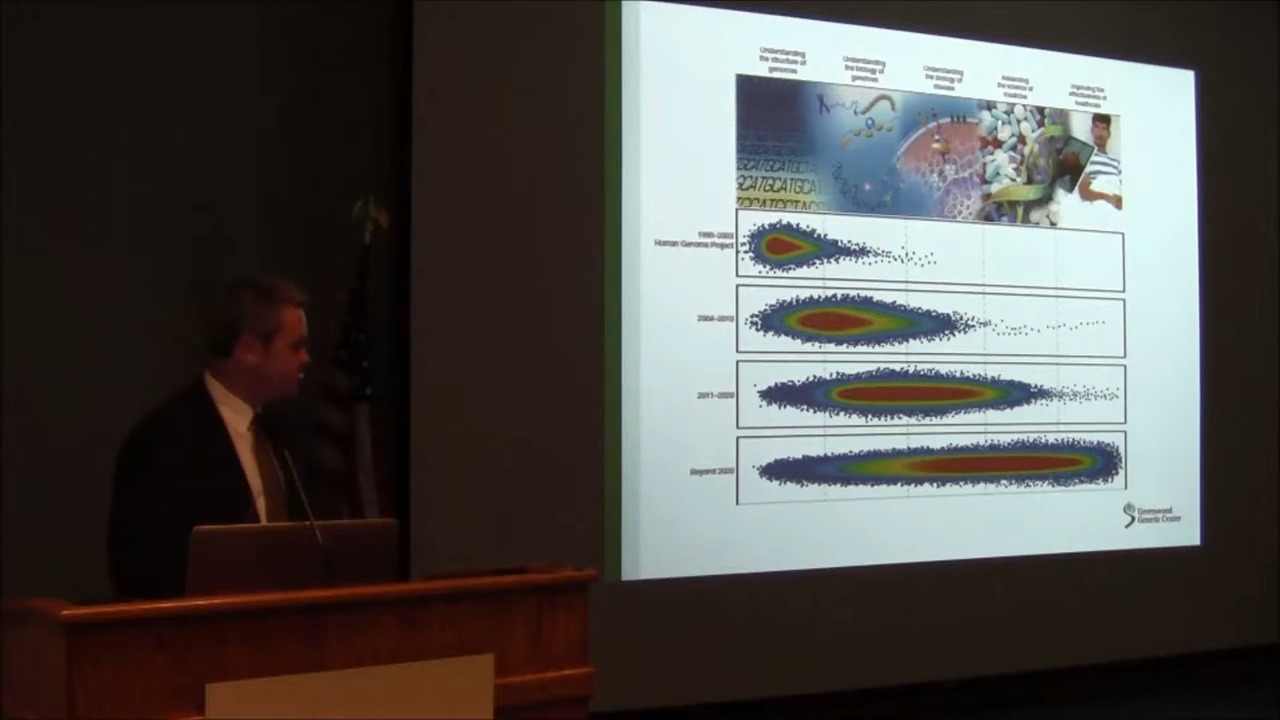 Understanding
the structure of
genomes
Understanding
the biology of
genomes
Understanding
the biology of
disease
Advancing
the science of
medicine
Improving the
effectiveness of
healthcare
GCATGCATGCTA
GCATGCATGCAT
1990–2003
Human Genome Project
2004–2010
2011–2020
Beyond 2020
Greenwood
Genetic Center